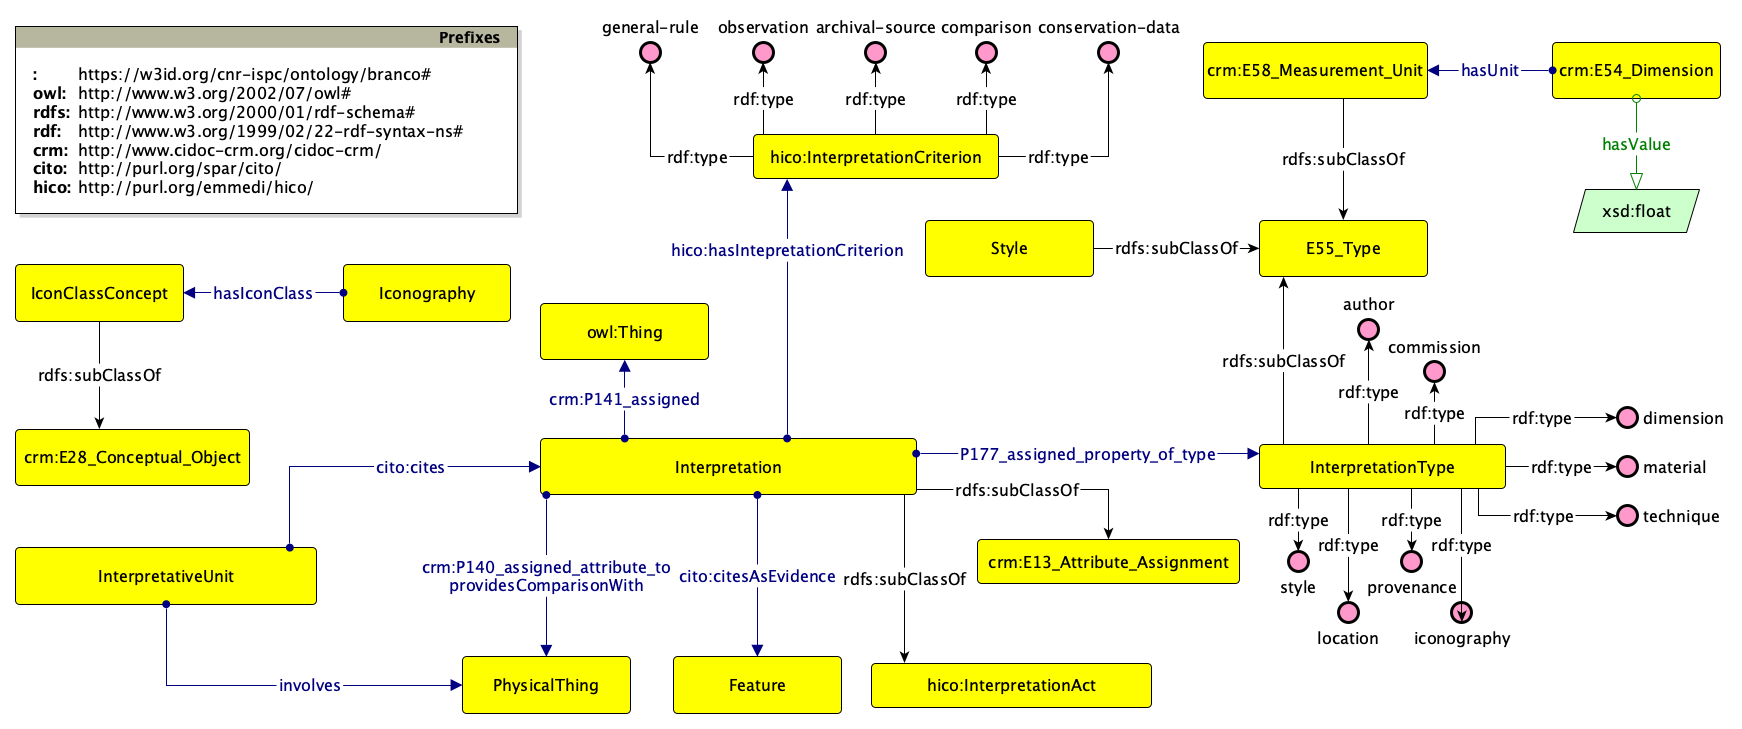 Prefixes
: https://w3id.org/cnr-ispc/ontology/branco#
owl: http://www.w3.org/2002/07/owl#
rdfs: http://www.w3.org/2000/01/rdf-schema#
rdf: http://www.w3.org/1999/02/22-rdf-syntax-ns#
crm: http://www.cidoc-crm.org/cidoc-crm/
cito: http://purl.org/spar/cito/
hico: http://purl.org/emmedi/hico/
general-rule
observation
archival-source
comparison
conservation-data
rdf:type
rdf:type
rdf:type
rdf:type
rdf:type
hico:InterpretationCriterion
crm:E58_Measurement_Unit
hasUnit
crm:E54_Dimension
hasValue
xsd:float
rdfs:subClassOf
hico:hasIntepretationCriterion
Style
rdfs:subClassOf
E55_Type
IconClassConcept
hasIconClass
Iconography
owl:Thing
author
commission
rdfs:subClassOf
rdf:type
rdf:type
rdfs:subClassOf
crm:P141_assigned
rdf:type
dimension
crm:E28_Conceptual_Object
cito:cites
Interpretation
P177_assigned_property_of_type
InterpretationType
rdf:type
material
rdfs:subClassOf
rdf:type
technique
rdf:type
rdf:type
rdf:type
rdf:type
crm:E13_Attribute_Assignment
InterpretativeUnit
crm:P140_assigned_attribute_to
providesComparisonWith
cito:citesAsEvidence
rdfs:subClassOf
style
provenance
location
iconography
involves
PhysicalThing
Feature
hico:InterpretationAct